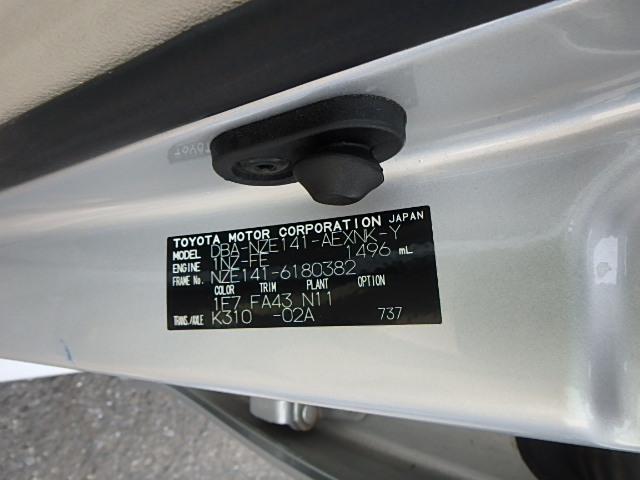 TOYOTA MOTOR CORPORATION JAPAN
MODEL DBA-NZE141-AEXNK-Y
ENGINE 1NZ-FE 1496 mL
FRAME No. NZE141-6180382
COLOR TRIM PLANT OPTION
1E7 FA43 N11
TRANS./AXLE K310 -02A 737